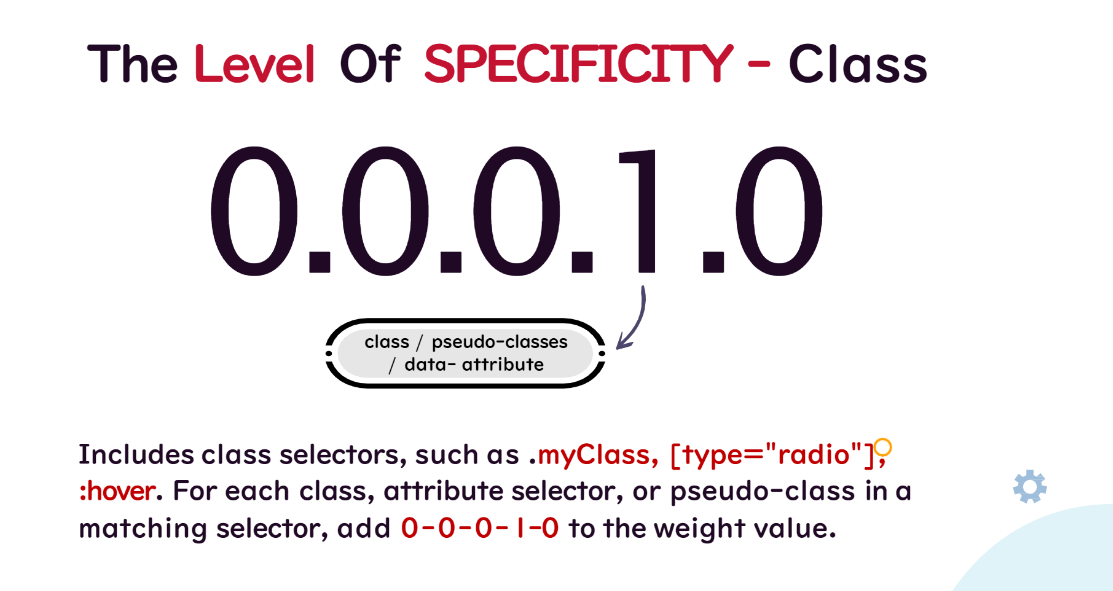 The Level Of SPECIFICITY - Class
0.0.0.1.0
class / pseudo-classes
/ data- attribute
Includes class selectors, such as .myClass, [type="radio"],
:hover. For each class, attribute selector, or pseudo-class in a
matching selector, add 0-0-0-1-0 to the weight value.